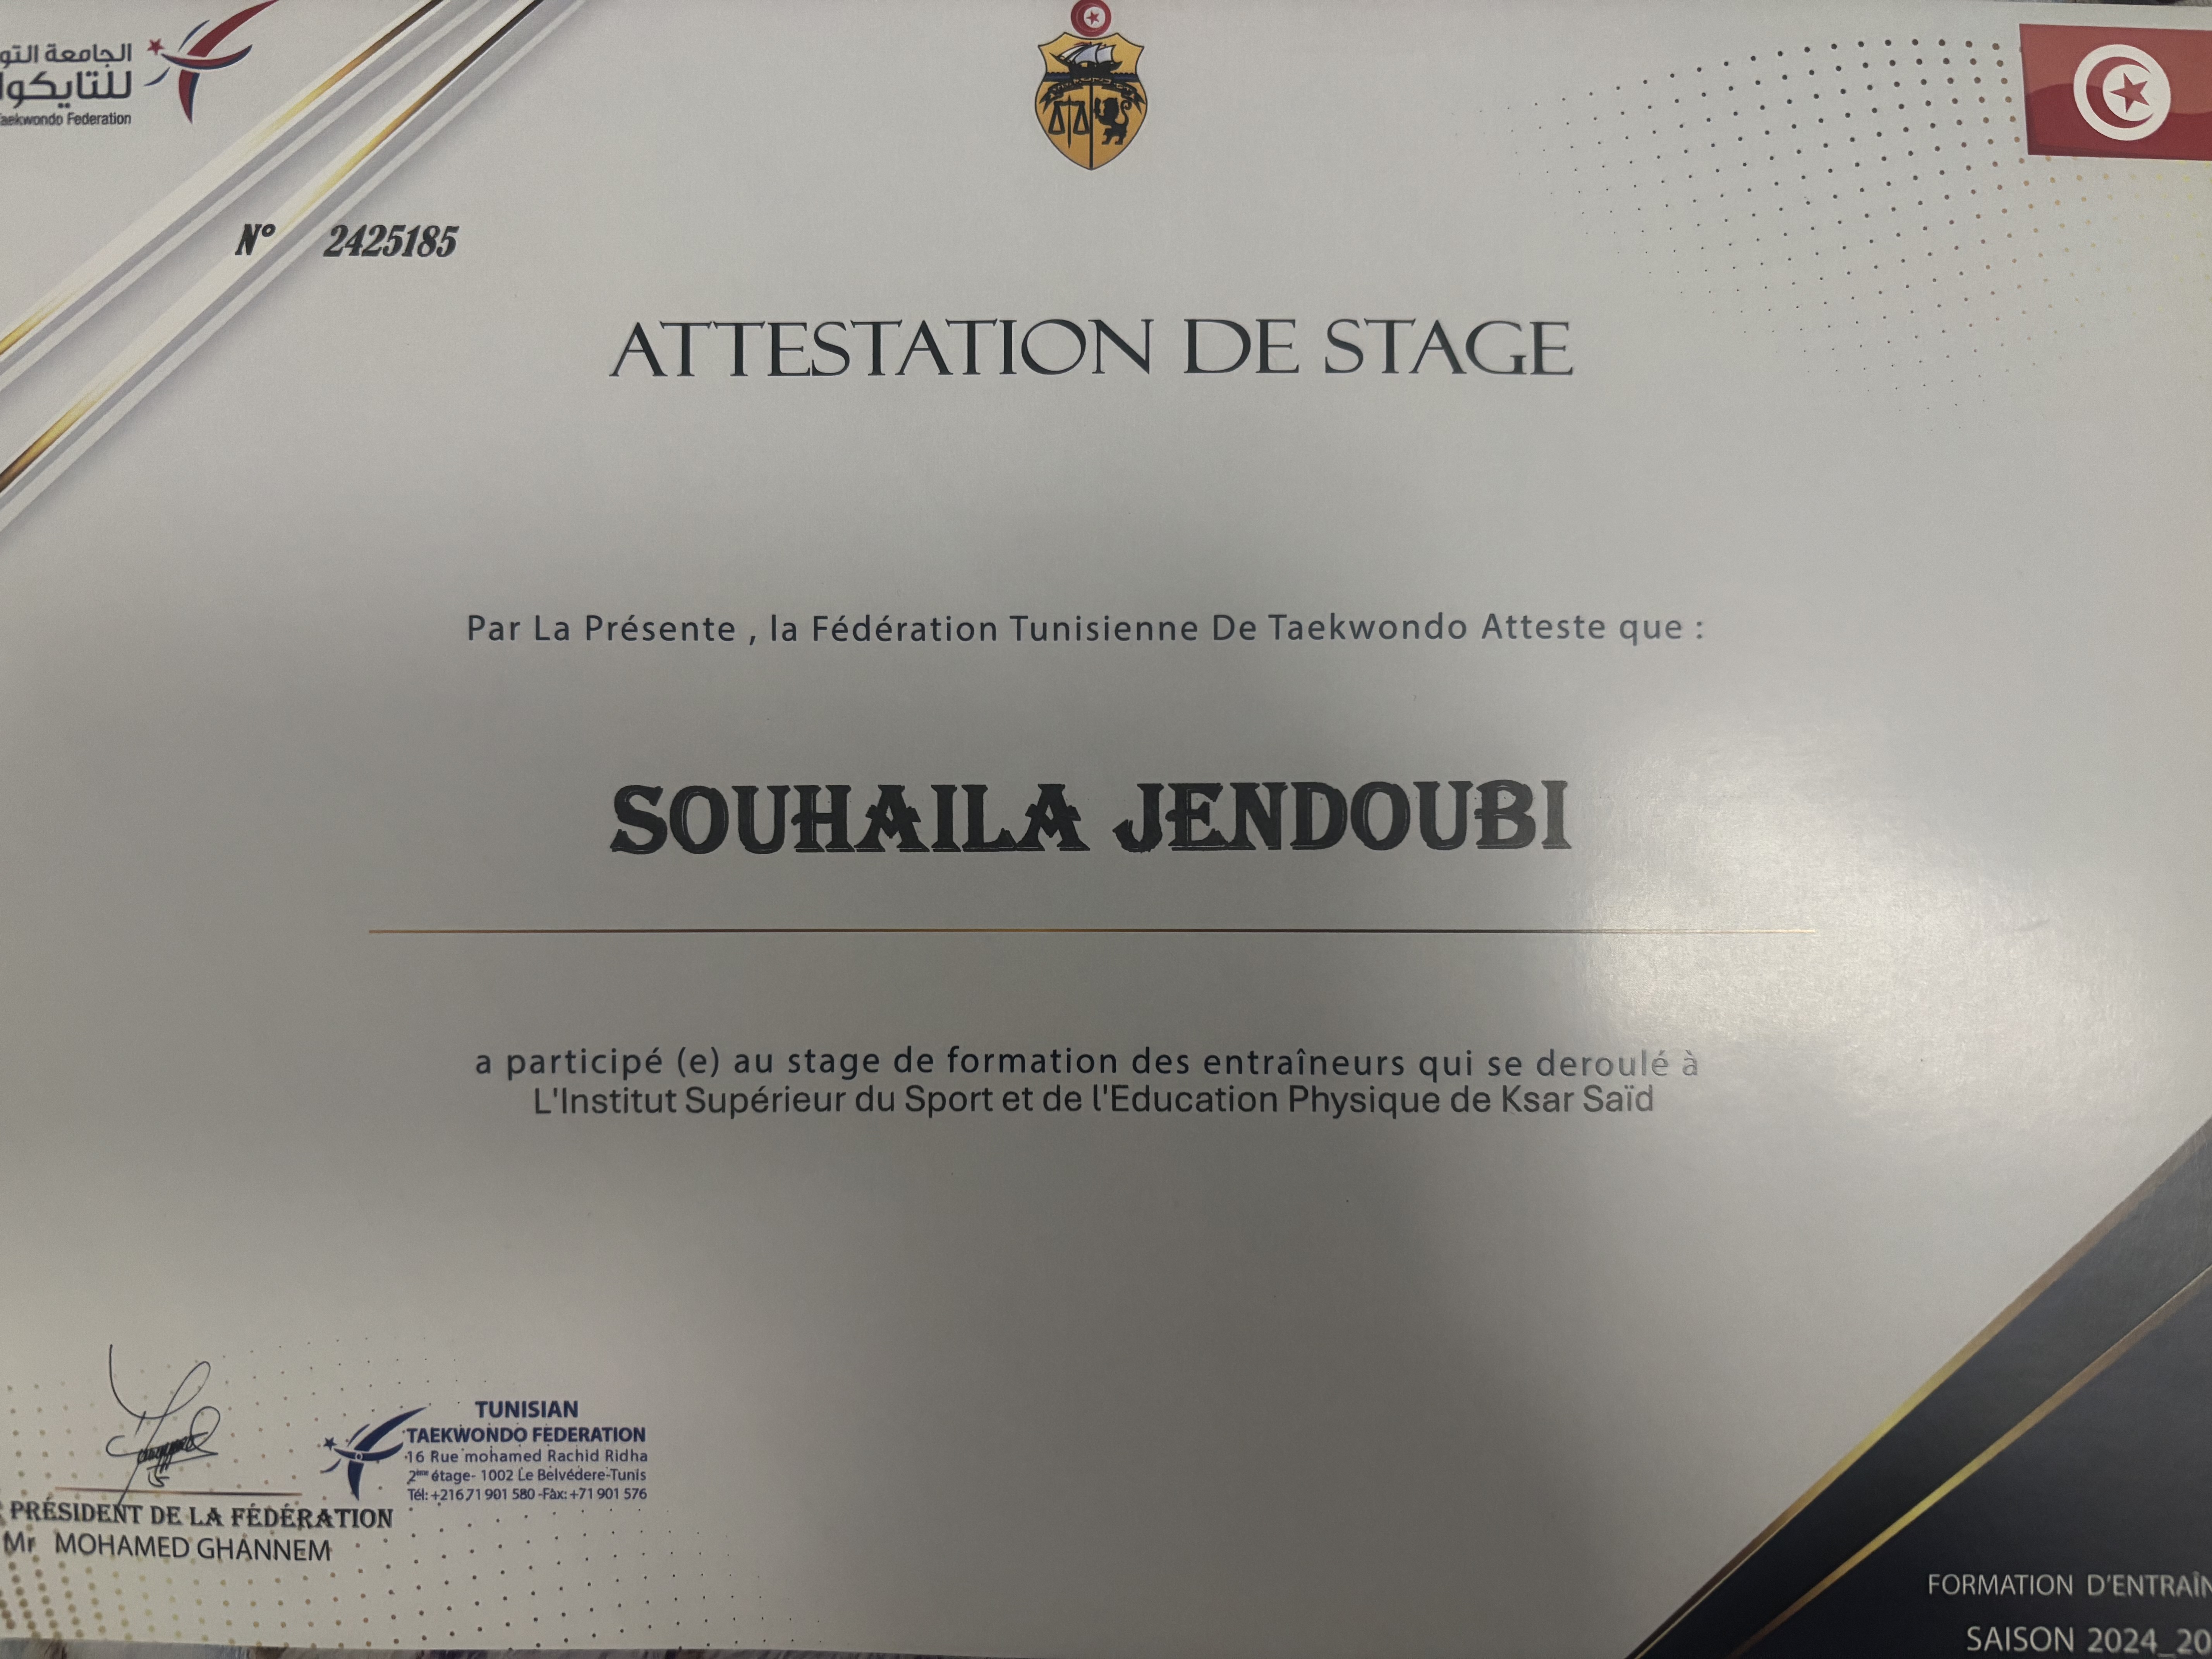 الجامعة التو
للتايكوا
Taekwondo Federation
N° 2425185
ATTESTATION DE STAGE
Par La Présente , la Fédération Tunisienne De Taekwondo Atteste que :
SOUHAILA JENDOUBI
a participé (e) au stage de formation des entraîneurs qui se deroulé à
L'Institut Supérieur du Sport et de l'Education Physique de Ksar Saïd
TUNISIAN
TAEKWONDO FEDERATION
16 Rue mohamed Rachid Ridha
2ème étage- 1002 Le Belvédere-Tunis
Tél: +216 71 901 580 -Fàx: +71 901 576
PRÉSIDENT DE LA FÉDÉRATION
Mr MOHAMED GHANNEM
FORMATION D'ENTRAÎN
SAISON 2024_20